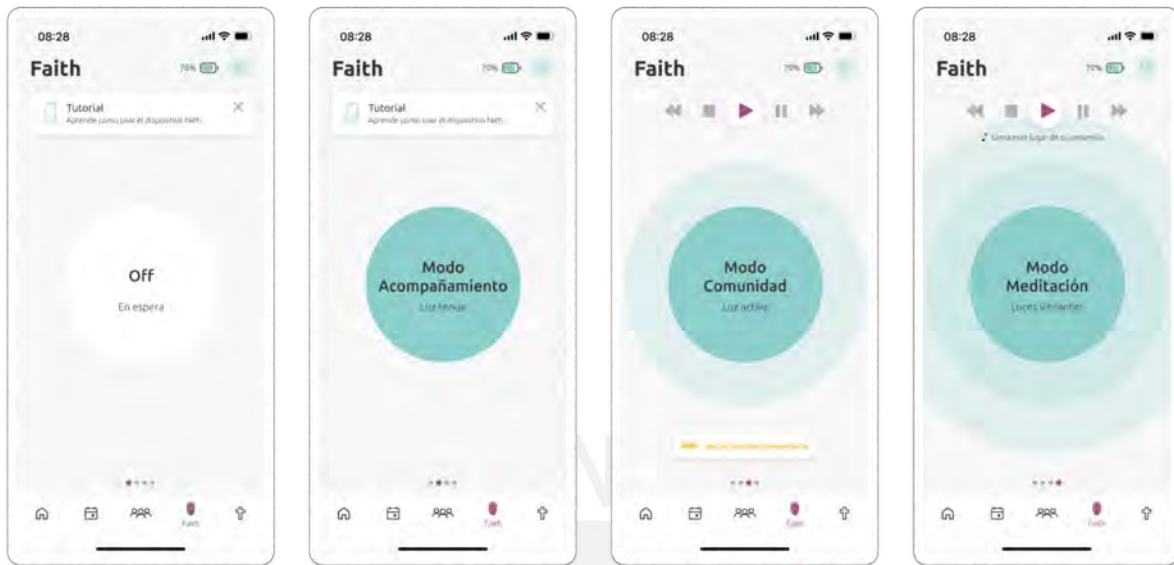 08:28
Faith
70%
Tutorial
Aprende como usar el dispositivo faith
Off
En espera
Faith
08:28
Faith
70%
Tutorial
Aprende como usar el dispositivo faith
Modo
Acompañamiento
Luz tenue
Faith
08:28
Faith
70%
Modo
Comunidad
Luz activa
Faith
08:28
Faith
70%
Modo
Meditación
Luces vibrantes
Faith